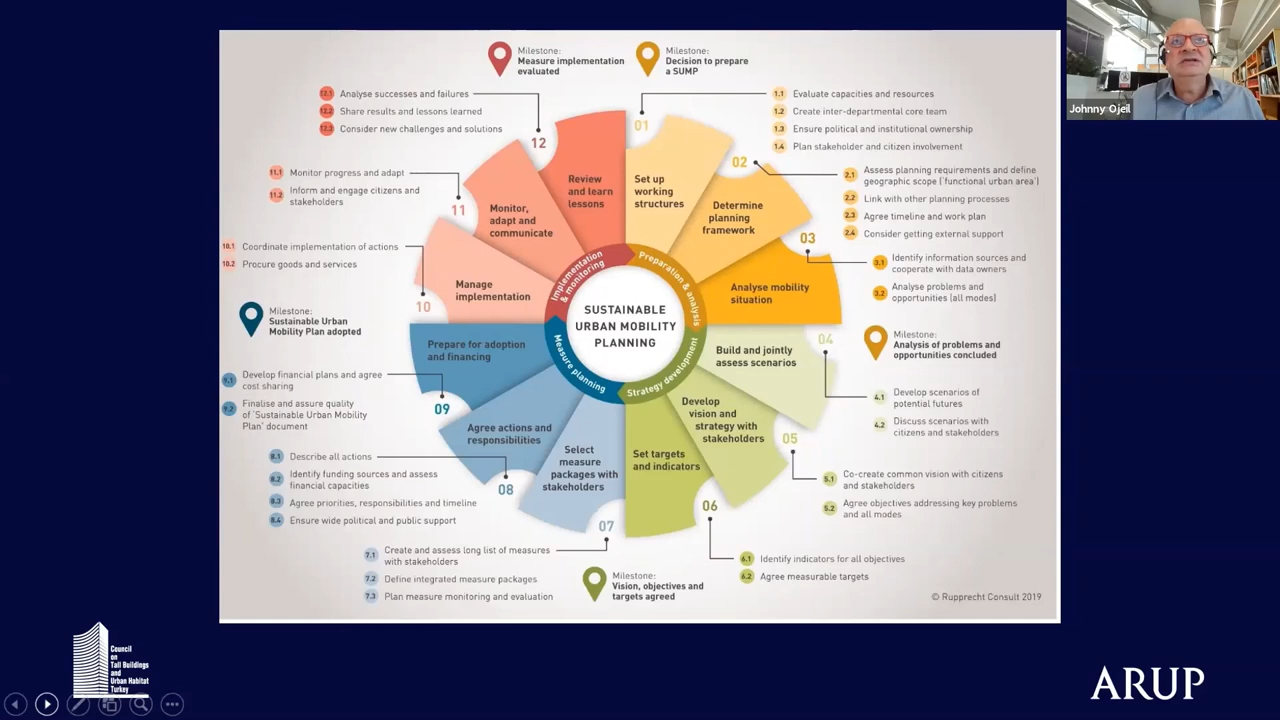 Milestone:
Measure implementation
evaluated
Milestone:
Decision to prepare
a SUMP
Johnny Ojeil
12.1 Analyse successes and failures
12.2 Share results and lessons learned
12.3 Consider new challenges and solutions
1.1 Evaluate capacities and resources
1.2 Create inter-departmental core team
1.3 Ensure political and institutional ownership
1.4 Plan stakeholder and citizen involvement
11.1 Monitor progress and adapt
11.2 Inform and engage citizens and
stakeholders
2.1 Assess planning requirements and define
geographic scope ('functional urban area')
2.2 Link with other planning processes
2.3 Agree timeline and work plan
2.4 Consider getting external support
10.1 Coordinate implementation of actions
10.2 Procure goods and services
3.1 Identify information sources and
cooperate with data owners
3.2 Analyse problems and
opportunities (all modes)
Milestone:
Sustainable Urban
Mobility Plan adopted
Milestone:
Analysis of problems and
opportunities concluded
01
Set up
working
structures
02
Determine
planning
framework
03
Analyse mobility
situation
04
Build and jointly
assess scenarios
05
Develop
vision and
strategy with
stakeholders
06
Set targets
and indicators
07
Select
measure
packages with
stakeholders
08
Agree actions and
responsibilities
09
Prepare for adoption
and financing
10
Manage
implementation
11
Monitor,
adapt and
communicate
12
Review
and learn
lessons
Preparation & analysis
Strategy development
Measure planning
Implementation
& monitoring
SUSTAINABLE
URBAN MOBILITY
PLANNING
9.1 Develop financial plans and agree
cost sharing
9.2 Finalise and assure quality
of 'Sustainable Urban Mobility
Plan' document
4.1 Develop scenarios of
potential futures
4.2 Discuss scenarios with
citizens and stakeholders
8.1 Describe all actions
8.2 Identify funding sources and assess
financial capacities
8.3 Agree priorities, responsibilities and timeline
8.4 Ensure wide political and public support
5.1 Co-create common vision with citizens
and stakeholders
5.2 Agree objectives addressing key problems
and all modes
7.1 Create and assess long list of measures
with stakeholders
7.2 Define integrated measure packages
7.3 Plan measure monitoring and evaluation
6.1 Identify indicators for all objectives
6.2 Agree measurable targets
Milestone:
Vision, objectives and
targets agreed
© Rupprecht Consult 2019
Council
on
Tall Buildings
and
Urban Habitat
Turkey
ARUP